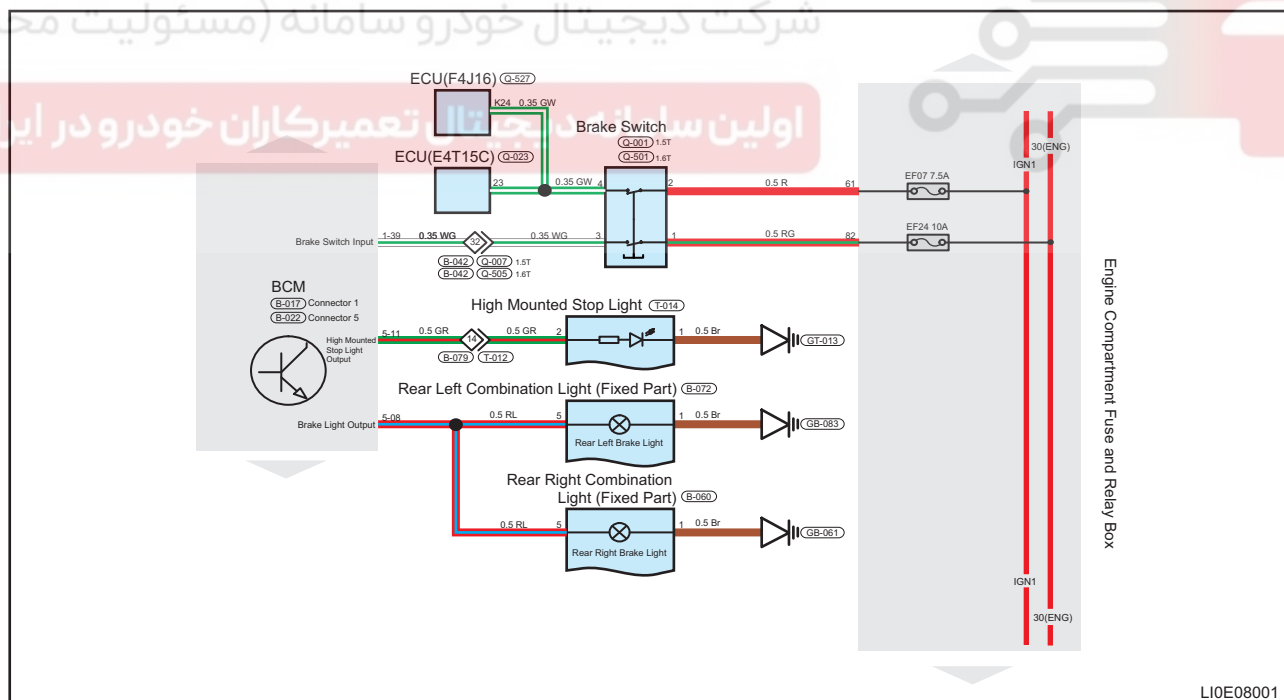 شرکت دیجیتال خودرو سامانه (مسئولیت مح
اولین سامانه دیجیتال تعمیرکاران خودرو در ایر
ECU(F4J16) Q-527
K24 0.35 GW
Brake Switch
Q-001 1.5T
Q-501 1.6T
ECU(E4T15C) Q-023
23 0.35 GW 4
2 0.5 R 61
EF07 7.5A
IGN1
30(ENG)
Brake Switch Input 1-39 0.35 WG 32 0.35 WG 3
1 0.5 RG 82
EF24 10A
B-042 Q-007 1.5T
B-042 Q-505 1.6T
BCM
B-017 Connector 1
B-022 Connector 5
High Mounted Stop Light T-014
High Mounted
Stop Light
Output
5-11 0.5 GR 14 0.5 GR 2
1 0.5 Br GT-013
B-079 T-012
Rear Left Combination Light (Fixed Part) B-072
Brake Light Output 5-08 0.5 RL 5
1 0.5 Br GB-083
Rear Left Brake Light
Rear Right Combination
Light (Fixed Part) B-060
0.5 RL 5
1 0.5 Br GB-061
Rear Right Brake Light
Engine Compartment Fuse and Relay Box
IGN1
30(ENG)
LI0E08001